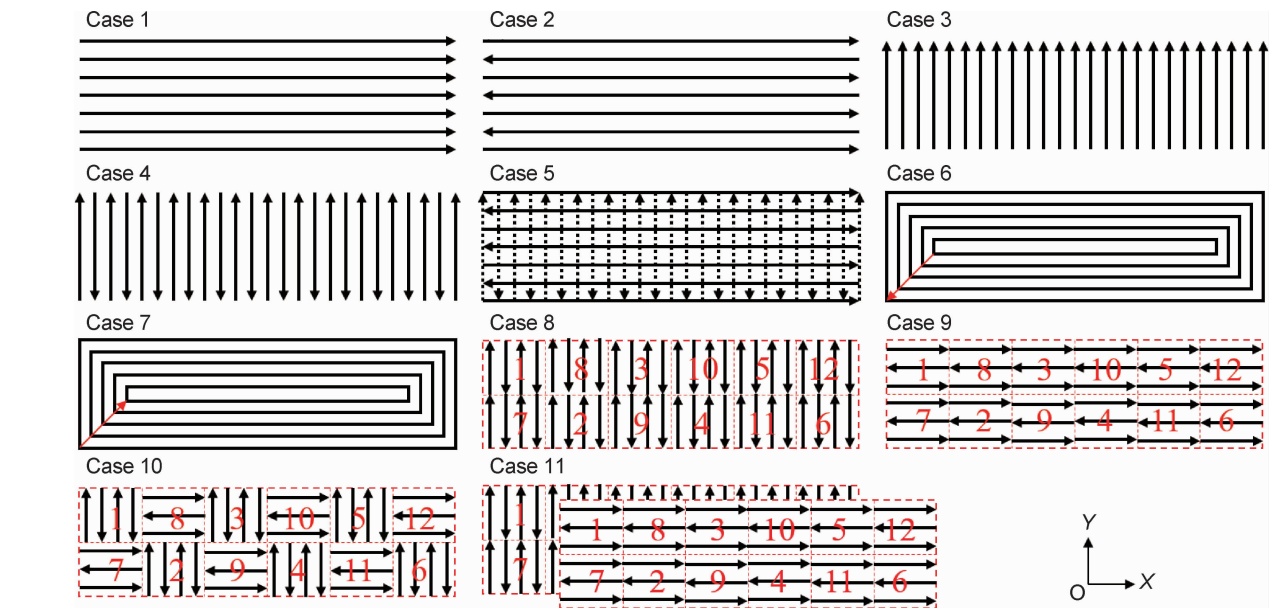 Case 1
Case 2
Case 3
Case 4
Case 5
Case 6
Case 7
Case 8
Case 9
1 8 3 10 5 12
7 2 9 4 11 6
1 8 3 10 5 12
7 2 9 4 11 6
Case 10
Case 11
1 8 3 10 5 12
7 2 9 4 11 6
1
7
1 8 3 10 5 12
7 2 9 4 11 6
Y
O
X